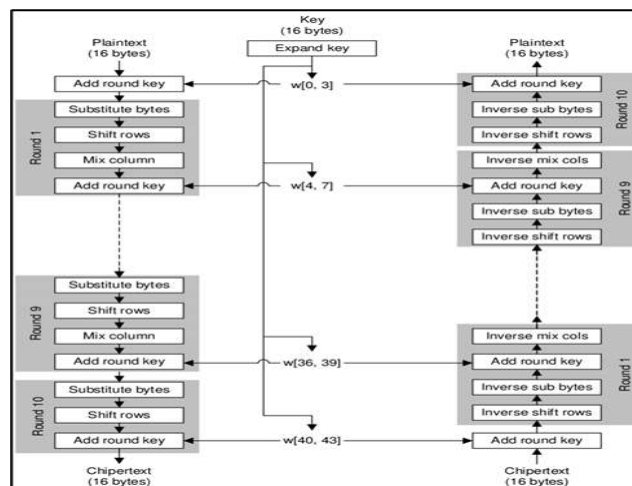 Plaintext
(16 bytes)
Add round key
Round 1
Substitute bytes
Shift rows
Mix column
Add round key
Round 9
Substitute bytes
Shift rows
Mix column
Add round key
Round 10
Substitute bytes
Shift rows
Add round key
Chipertext
(16 bytes)
Key
(16 bytes)
Expand key
w[0, 3]
w[4, 7]
w[36, 39]
w[40, 43]
Plaintext
(16 bytes)
Add round key
Inverse sub bytes
Inverse shift rows
Round 10
Inverse mix cols
Add round key
Inverse sub bytes
Inverse shift rows
Round 9
Inverse mix cols
Add round key
Inverse sub bytes
Inverse shift rows
Round 1
Add round key
Chipertext
(16 bytes)